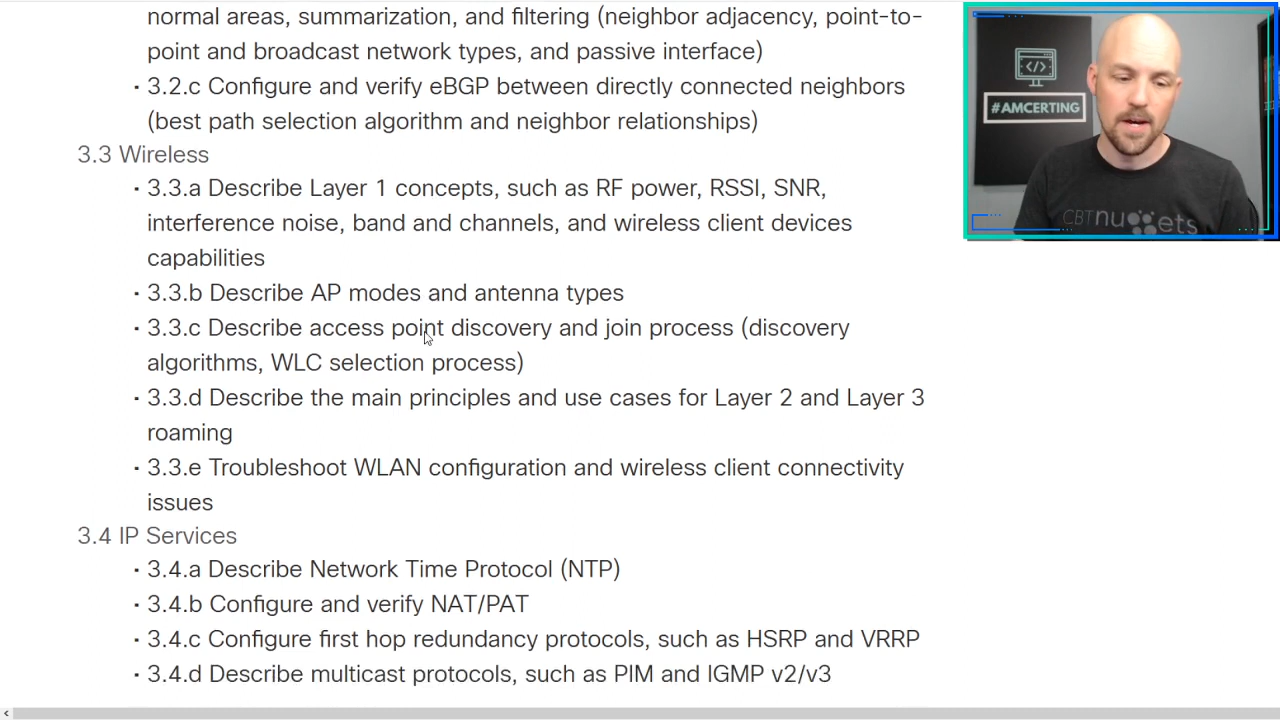 normal areas, summarization, and filtering (neighbor adjacency, point-to-
point and broadcast network types, and passive interface)
· 3.2.c Configure and verify eBGP between directly connected neighbors
(best path selection algorithm and neighbor relationships)
3.3 Wireless
· 3.3.a Describe Layer 1 concepts, such as RF power, RSSI, SNR,
interference noise, band and channels, and wireless client devices
capabilities
· 3.3.b Describe AP modes and antenna types
· 3.3.c Describe access point discovery and join process (discovery
algorithms, WLC selection process)
· 3.3.d Describe the main principles and use cases for Layer 2 and Layer 3
roaming
· 3.3.e Troubleshoot WLAN configuration and wireless client connectivity
issues
3.4 IP Services
· 3.4.a Describe Network Time Protocol (NTP)
· 3.4.b Configure and verify NAT/PAT
· 3.4.c Configure first hop redundancy protocols, such as HSRP and VRRP
· 3.4.d Describe multicast protocols, such as PIM and IGMP v2/v3
</> 
#AMCERTING
CBTnuggets